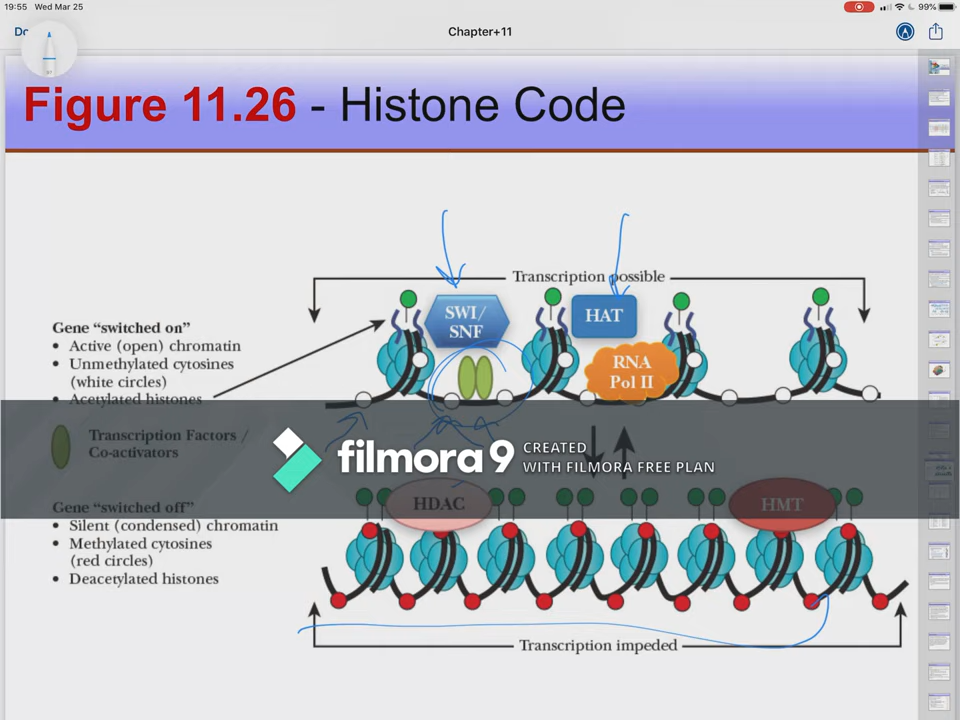 19:55 Wed Mar 25
99%
Do
Chapter+11
Figure 11.26 - Histone Code
Transcription possible
SWI/
SNF
HAT
RNA
Pol II
Gene “switched on”
• Active (open) chromatin
• Unmethylated cytosines
(white circles)
• Acetylated histones
Transcription Factors /
Co-activators
filmora9 CREATED
WITH FILMORA FREE PLAN
HDAC
HMT
Gene “switched off”
• Silent (condensed) chromatin
• Methylated cytosines
(red circles)
• Deacetylated histones
Transcription impeded